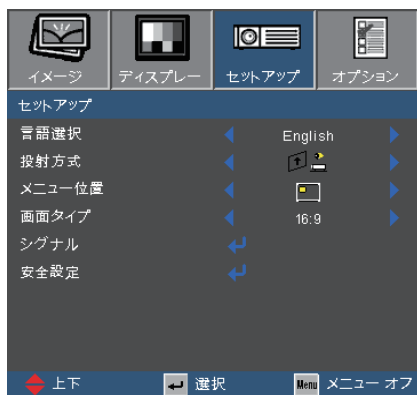 イメージ ディスプレー セットアップ オプション
セットアップ
言語選択 English
投射方式
メニュー位置
画面タイプ 16:9
シグナル
安全設定
上下 選択 Menu メニュー オフ